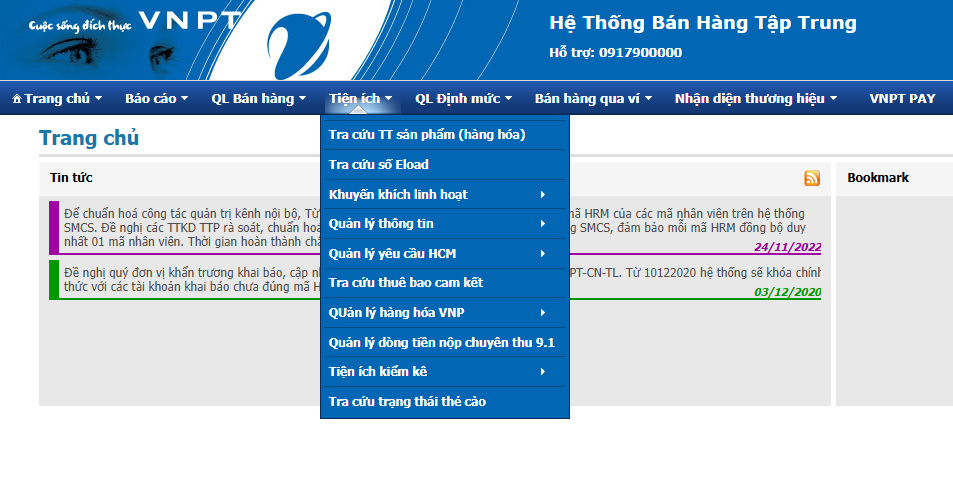 Cuộc sống đích thực VNPT
Hệ Thống Bán Hàng Tập Trung
Hỗ trợ: 0917900000
Trang chủ Báo cáo QL Bán hàng Tiện ích QL Định mức Bán hàng qua ví Nhận diện thương hiệu VNPT PAY
Trang chủ
Tra cứu TT sản phẩm (hàng hóa)
Tra cứu số Eload
Khuyến khích linh hoạt
Quản lý thông tin
Quản lý yêu cầu HCM
Tra cứu thuê bao cam kết
QUản lý hàng hóa VNP
Quản lý dòng tiền nộp chuyên thu 9.1
Tiện ích kiểm kê
Tra cứu trạng thái thẻ cào
Tin tức
Để chuẩn hoá công tác quản trị kênh nội bộ, Từ mã HRM của các mã nhân viên trên hệ thống
SMCS. Đề nghị các TTKD TTP rà soát, chuẩn hoá SMCS, đảm bảo mỗi mã HRM đồng bộ duy
nhất 01 mã nhân viên. Thời gian hoàn thành
24/11/2022
Đề nghị quý đơn vị khẩn trương khai báo, cập PT-CN-TL. Từ 10122020 hệ thống sẽ khóa chính
thức với các tài khoản khai báo chưa đúng mã
03/12/2020
Bookmark